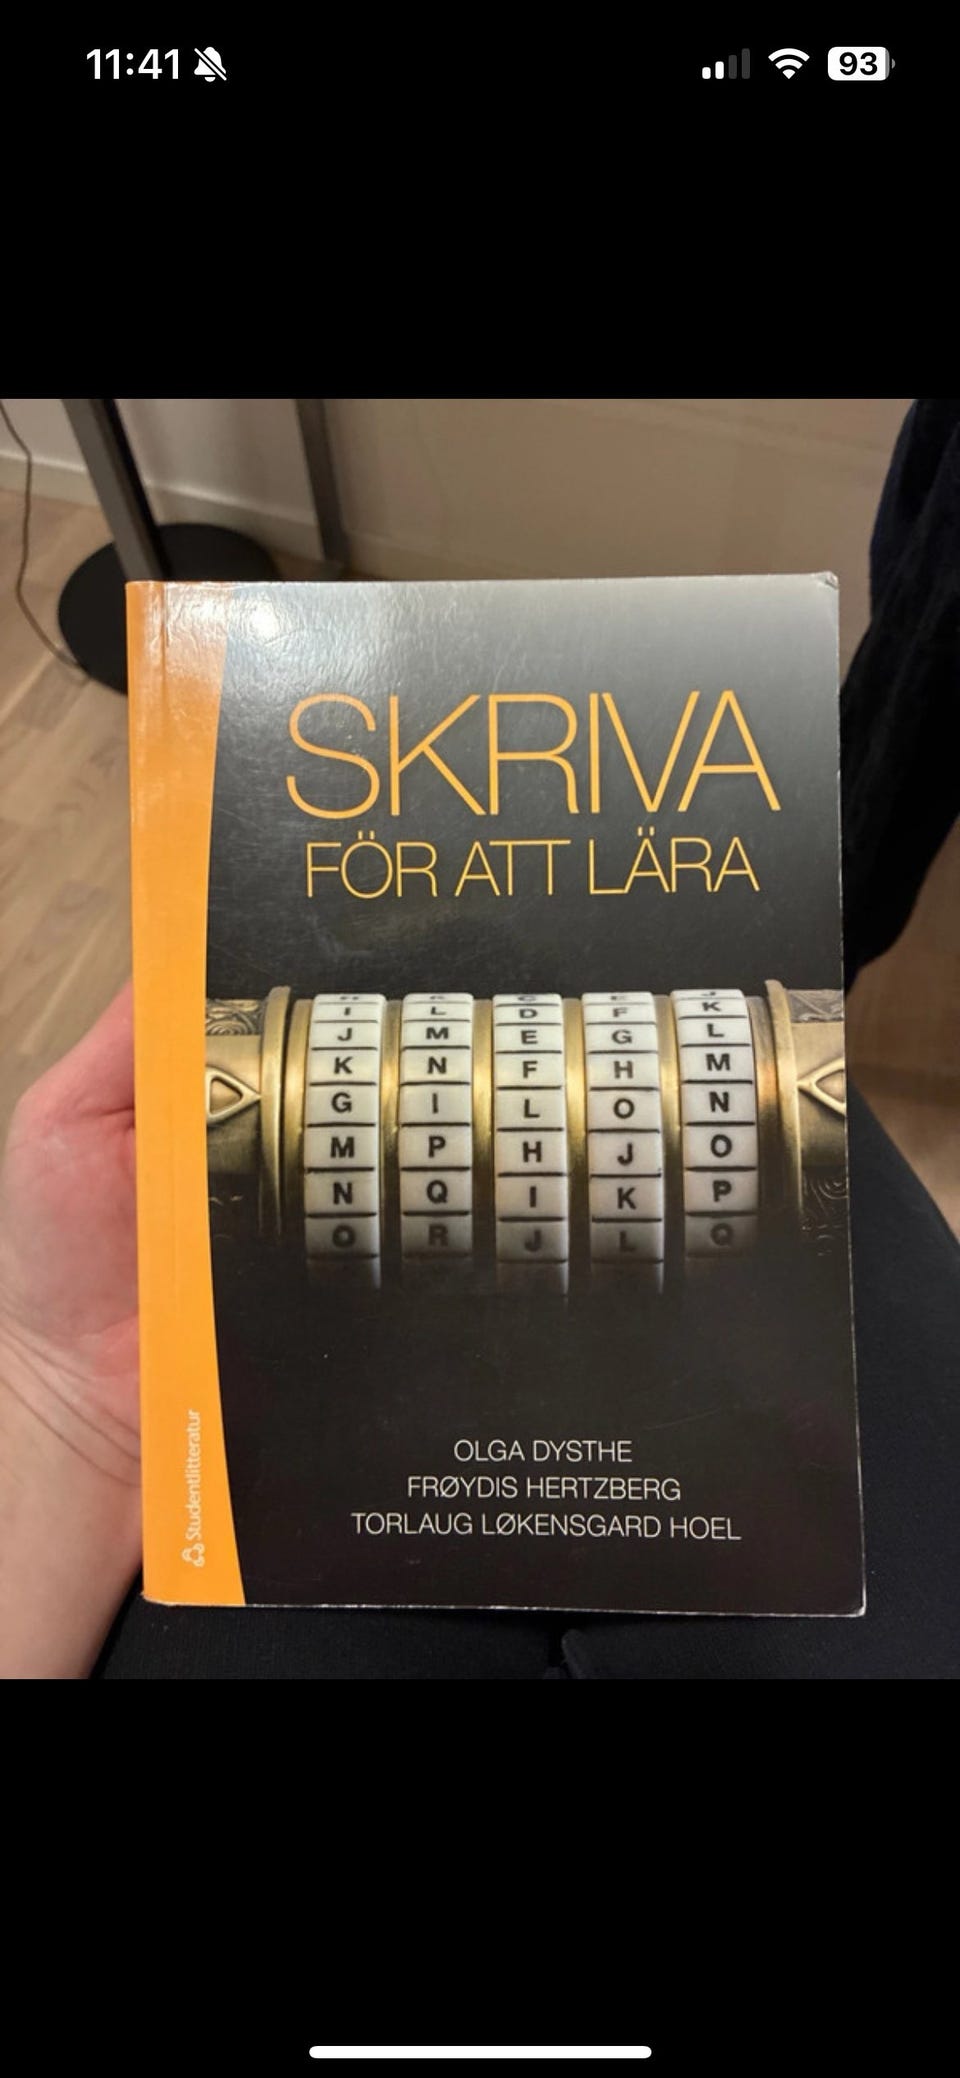 11:41
93
SKRIVA
FÖR ATT LÄRA
I L D F K
J M E G L
K N F H M
G I L O N
M P H J O
N Q I K P
O R J L Q
OLGA DYSTHE
FRØYDIS HERTZBERG
TORLAUG LØKENSGARD HOEL
Studentlitteratur